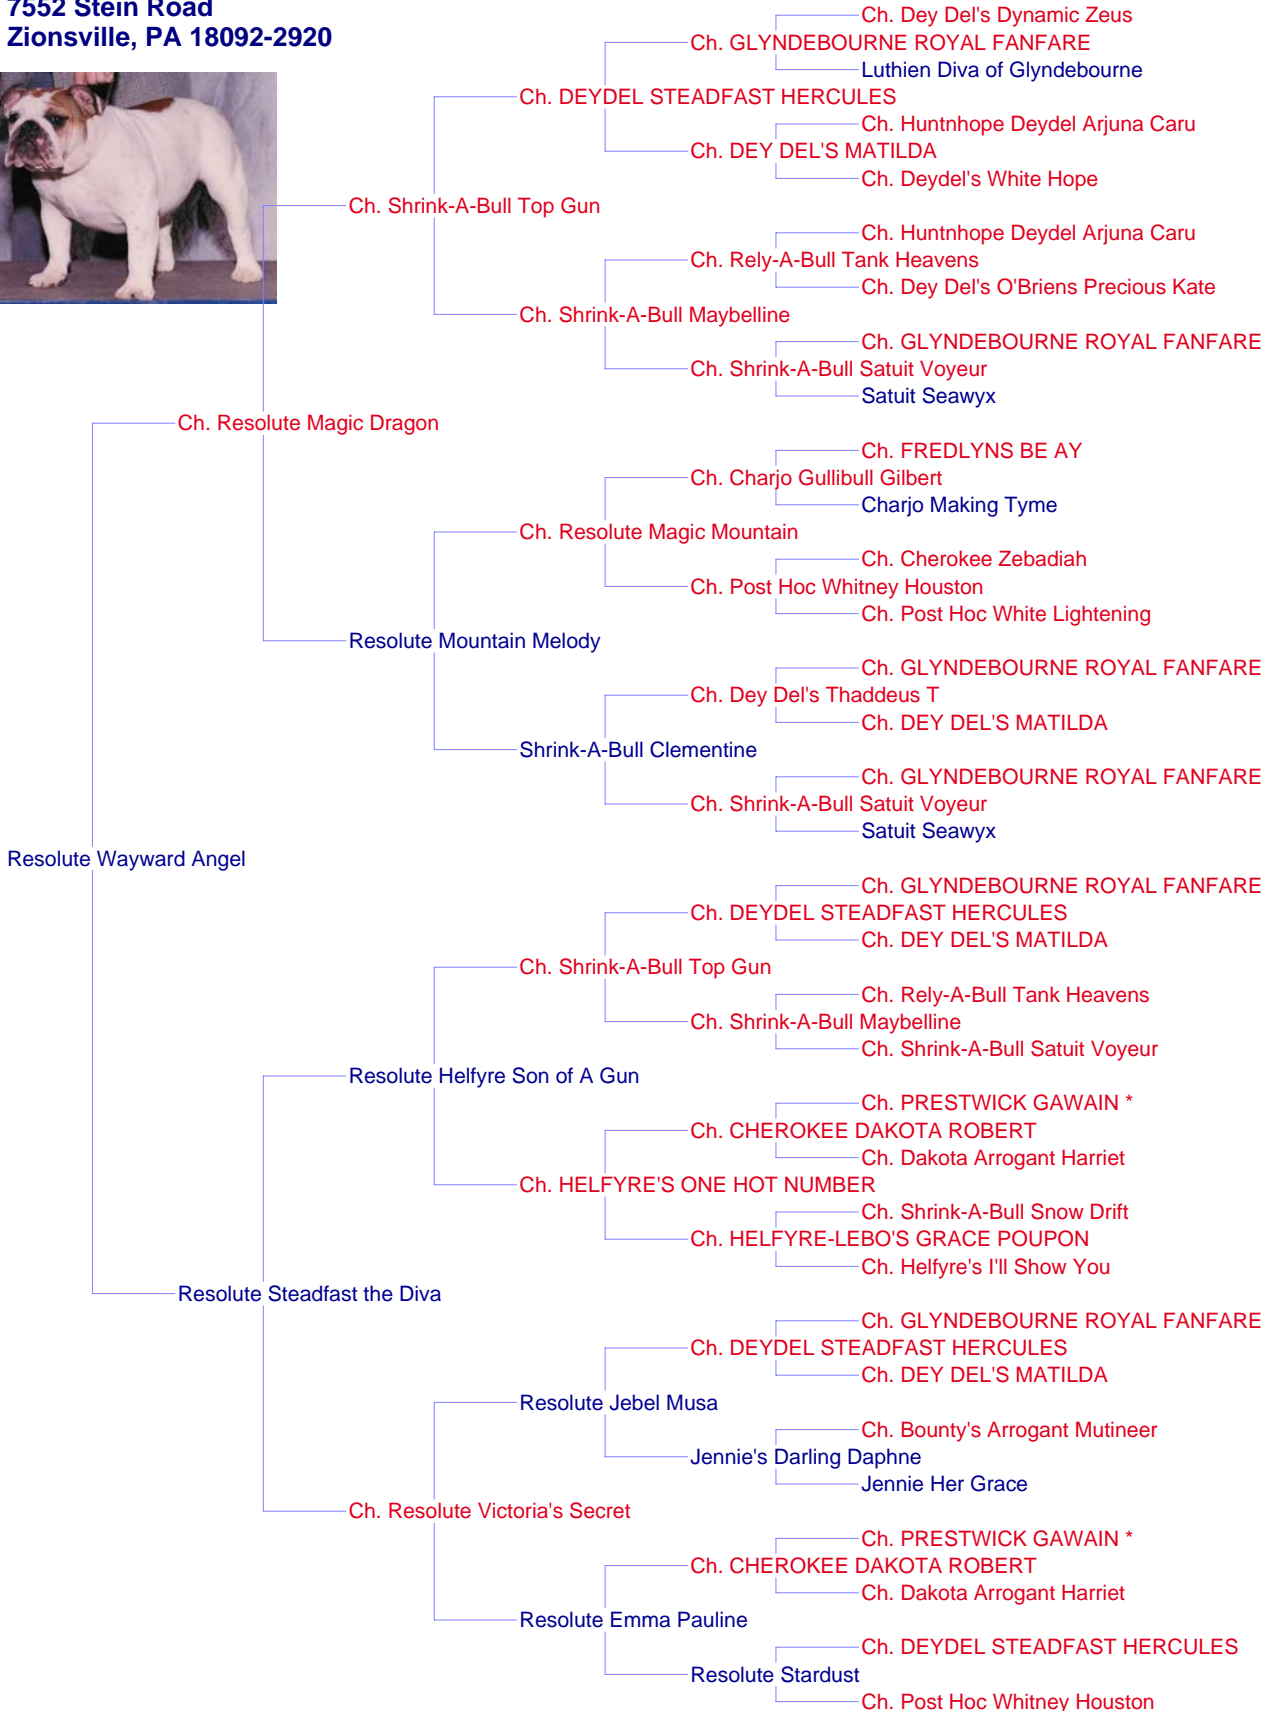 7552 Stein Road
Zionsville, PA 18092-2920
Ch. Dey Del's Dynamic Zeus
Ch. GLYNDEBOURNE ROYAL FANFARE
Luthien Diva of Glyndebourne
Ch. DEYDEL STEADFAST HERCULES
Ch. Huntnhope Deydel Arjuna Caru
Ch. DEY DEL'S MATILDA
Ch. Deydel's White Hope
Ch. Shrink-A-Bull Top Gun
Ch. Huntnhope Deydel Arjuna Caru
Ch. Rely-A-Bull Tank Heavens
Ch. Dey Del's O'Briens Precious Kate
Ch. Shrink-A-Bull Maybelline
Ch. GLYNDEBOURNE ROYAL FANFARE
Ch. Shrink-A-Bull Satuit Voyeur
Satuit Seawyx
Ch. Resolute Magic Dragon
Ch. FREDLYNS BE AY
Ch. Charjo Gullibull Gilbert
Charjo Making Tyme
Ch. Resolute Magic Mountain
Ch. Cherokee Zebadiah
Ch. Post Hoc Whitney Houston
Ch. Post Hoc White Lightening
Resolute Mountain Melody
Ch. GLYNDEBOURNE ROYAL FANFARE
Ch. Dey Del's Thaddeus T
Ch. DEY DEL'S MATILDA
Shrink-A-Bull Clementine
Ch. GLYNDEBOURNE ROYAL FANFARE
Ch. Shrink-A-Bull Satuit Voyeur
Satuit Seawyx
Resolute Wayward Angel
Ch. GLYNDEBOURNE ROYAL FANFARE
Ch. DEYDEL STEADFAST HERCULES
Ch. DEY DEL'S MATILDA
Ch. Shrink-A-Bull Top Gun
Ch. Rely-A-Bull Tank Heavens
Ch. Shrink-A-Bull Maybelline
Ch. Shrink-A-Bull Satuit Voyeur
Resolute Helfyre Son of A Gun
Ch. PRESTWICK GAWAIN *
Ch. CHEROKEE DAKOTA ROBERT
Ch. Dakota Arrogant Harriet
Ch. HELFYRE'S ONE HOT NUMBER
Ch. Shrink-A-Bull Snow Drift
Ch. HELFYRE-LEBO'S GRACE POUPON
Ch. Helfyre's I'll Show You
Resolute Steadfast the Diva
Ch. GLYNDEBOURNE ROYAL FANFARE
Ch. DEYDEL STEADFAST HERCULES
Ch. DEY DEL'S MATILDA
Resolute Jebel Musa
Ch. Bounty's Arrogant Mutineer
Jennie's Darling Daphne
Jennie Her Grace
Ch. Resolute Victoria's Secret
Ch. PRESTWICK GAWAIN *
Ch. CHEROKEE DAKOTA ROBERT
Ch. Dakota Arrogant Harriet
Resolute Emma Pauline
Ch. DEYDEL STEADFAST HERCULES
Resolute Stardust
Ch. Post Hoc Whitney Houston